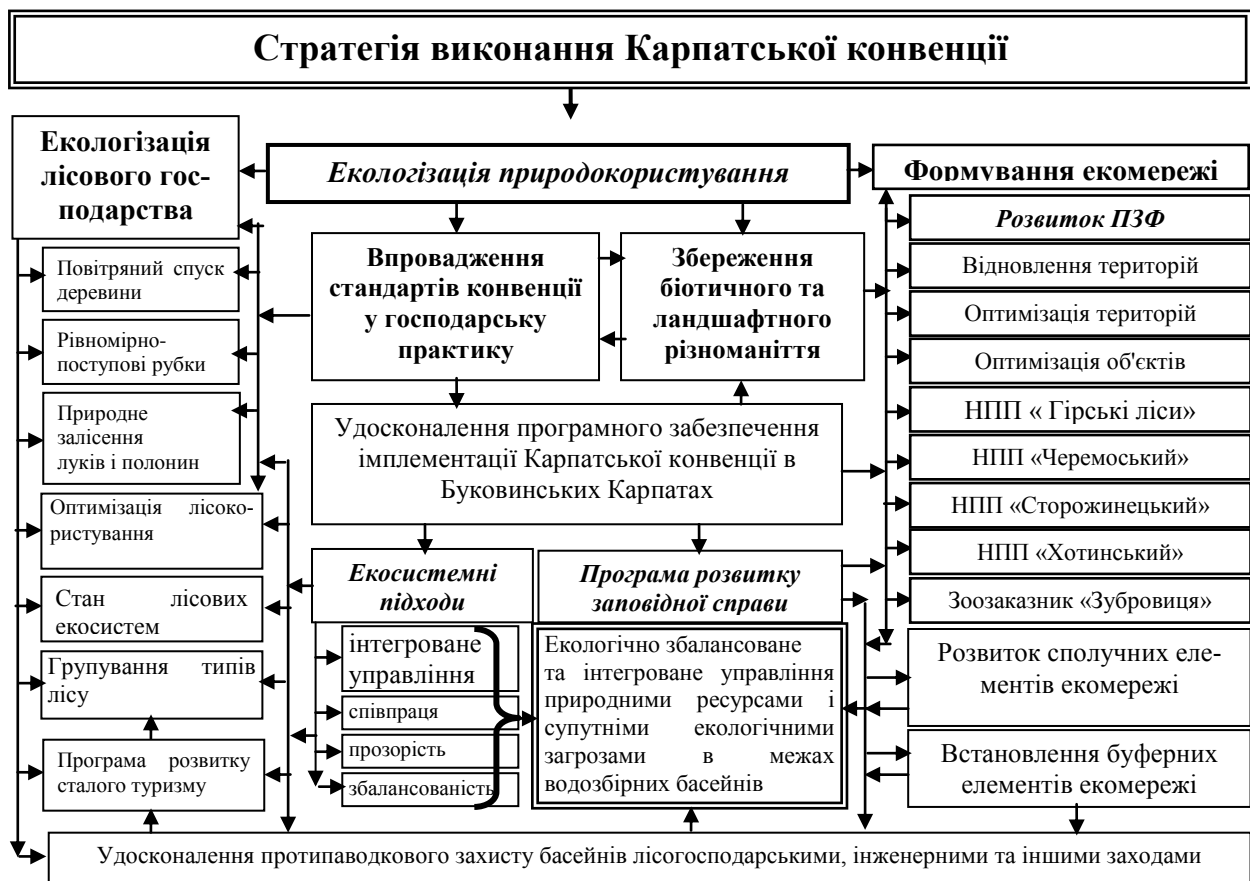 Стратегія виконання Карпатської конвенції
Екологізація
лісового гос-
подарства
Повітряний спуск
деревини
Рівномірно-
поступові рубки
Природне
залісення
луків і полонин
Оптимізація лісоко-
ристування
Стан лісових
екосистем
Групування типів
лісу
Програма розвитку
сталого туризму
Екологізація природокористування
Впровадження
стандартів конвенції
у господарську
практику
Збереження
біотичного та
ландшафтного
різноманіття
Удосконалення програмного забезпечення
імплементації Карпатської конвенції в
Буковинських Карпатах
Екосистемні
підходи
інтегроване
управління
співпраця
прозорість
збалансованість
Програма розвитку
заповідної справи
Екологічно збалансоване
та інтегроване управління
природними ресурсами і
супутніми екологічними
загрозами в межах
водозбірних басейнів
Формування екомережі
Розвиток ПЗФ
Відновлення територій
Оптимізація територій
Оптимізація об'єктів
НПП « Гірські ліси»
НПП «Черемоський»
НПП «Сторожинецький»
НПП «Хотинський»
Зоозаказник «Зубровиця»
Розвиток сполучних еле-
ментів екомережі
Встановлення буферних
елементів екомережі
Удосконалення протипаводкового захисту басейнів лісогосподарськими, інженерними та іншими заходами